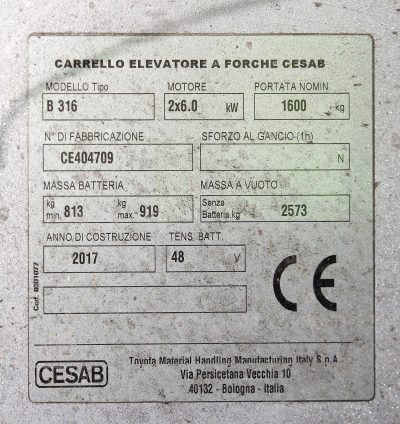 CARRELLO ELEVATORE A FORCHE CESAB
MODELLO Tipo MOTORE PORTATA NOMIN.
B 316 2x6.0 kW 1600 kg
N° DI FABBRICAZIONE SFORZO AL GANCIO (1h)
CE404709 N
MASSA BATTERIA MASSA A VUOTO
kg min. 813 kg max. 919 Senza Batteria.kg 2573
ANNO DI COSTRUZIONE TENS. BATT.
2017 48 V
CE
Cod. 0001077
CESAB
Toyota Material Handling Manufacturing Italy S.p.A
Via Persicetana Vecchia 10
40132 - Bologna - Italia